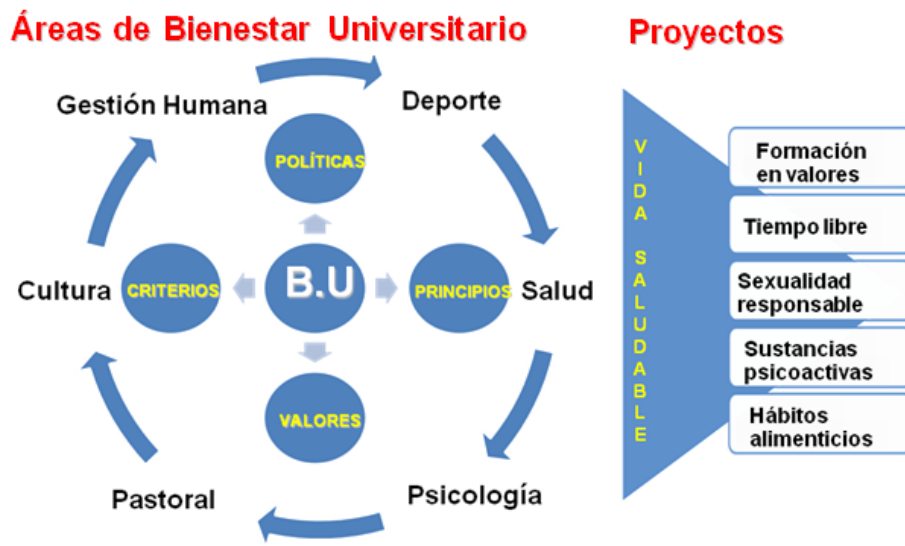 Áreas de Bienestar Universitario
Gestión Humana
Deporte
POLÍTICAS
Cultura
CRITERIOS
B.U
PRINCIPIOS
Salud
VALORES
Pastoral
Psicología
Proyectos
VIDA SALUDABLE
Formación
en valores
Tiempo libre
Sexualidad
responsable
Sustancias
psicoactivas
Hábitos
alimenticios